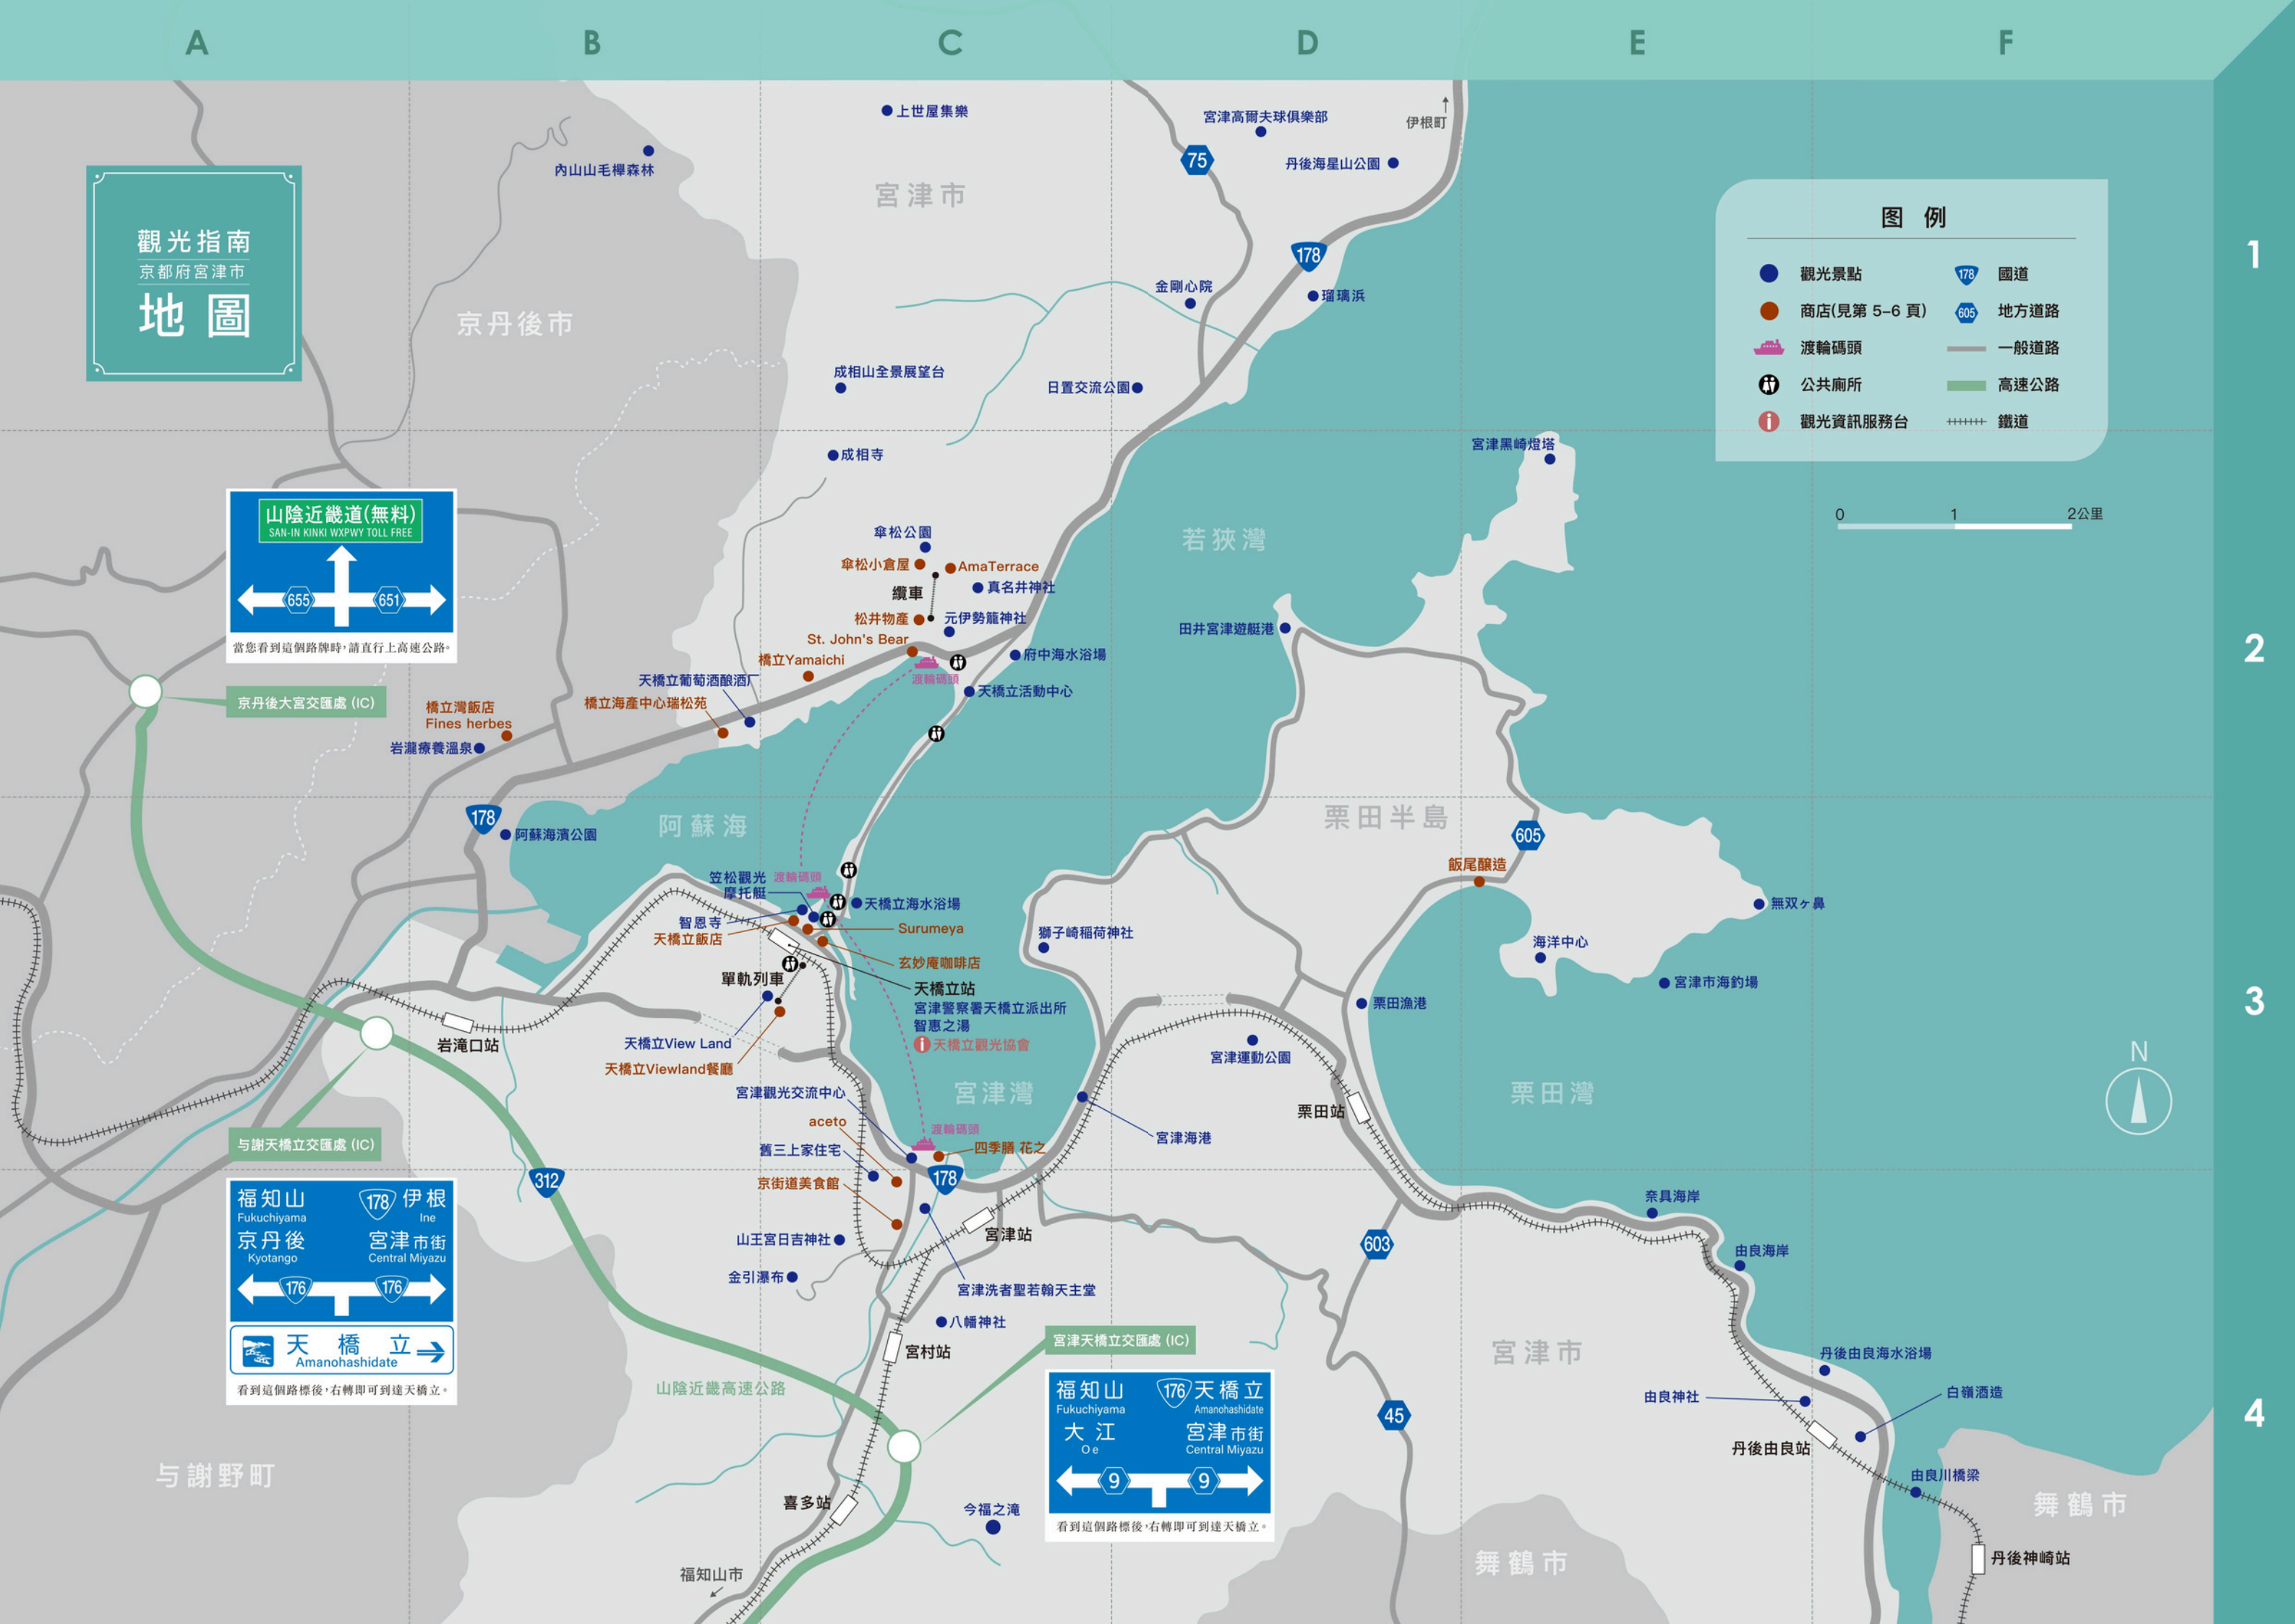 A
B
C
D
E
F
1
2
3
4
觀光指南
京都府宮津市
地圖
图 例
觀光景點
178
國道
商店(見第 5–6 頁)
605
地方道路
渡輪碼頭
一般道路
公共廁所
高速公路
i
觀光資訊服務台
鐵道
0
1
2公里
N
上世屋集樂
內山山毛櫸森林
宮津市
京丹後市
宮津高爾夫球俱樂部
伊根町
75
丹後海星山公園
178
金剛心院
瑠璃浜
成相山全景展望台
日置交流公園
成相寺
宮津黑崎燈塔
山陰近畿道(無料)
SAN-IN KINKI WXPWY TOLL FREE
655
651
當您看到這個路牌時,請直行上高速公路。
京丹後大宮交匯處 (IC)
傘松公園
傘松小倉屋
AmaTerrace
纜車
真名井神社
松井物產
元伊勢籠神社
St. John's Bear
府中海水浴場
橋立Yamaichi
渡輪碼頭
天橋立葡萄酒釀酒厂
天橋立活動中心
橋立海產中心瑞松苑
橋立灣飯店
Fines herbes
岩瀧療養溫泉
若狹灣
田井宮津遊艇港
178
阿蘇海濱公園
阿蘇海
栗田半島
605
飯尾釀造
無双ヶ鼻
海洋中心
宮津市海釣場
笠松觀光
摩托艇
渡輪碼頭
智恩寺
天橋立飯店
天橋立海水浴場
Surumeya
玄妙庵咖啡店
單軌列車
天橋立站
宮津警察署天橋立派出所
智惠之湯
i
天橋立觀光協會
天橋立View Land
天橋立Viewland餐廳
獅子崎稲荷神社
栗田漁港
宮津運動公園
栗田站
栗田灣
宮津灣
宮津海港
宮津觀光交流中心
aceto
渡輪碼頭
舊三上家住宅
四季膳 花之
京街道美食館
178
岩滝口站
与謝天橋立交匯處 (IC)
福知山
Fukuchiyama
178
伊根
Ine
京丹後
Kyotango
宮津市街
Central Miyazu
176
176
天橋立
Amanohashidate
看到這個路標後,右轉即可到達天橋立。
312
山王宮日吉神社
宮津站
金引瀑布
宮津洗者聖若翰天主堂
八幡神社
宮村站
宮津天橋立交匯處 (IC)
山陰近畿高速公路
福知山
Fukuchiyama
176
天橋立
Amanohashidate
大江
Oe
宮津市街
Central Miyazu
9
9
看到這個路標後,右轉即可到達天橋立。
喜多站
今福之滝
福知山市
与謝野町
603
45
宮津市
奈具海岸
由良海岸
丹後由良海水浴場
由良神社
白嶺酒造
丹後由良站
由良川橋梁
舞鶴市
舞鶴市
丹後神崎站